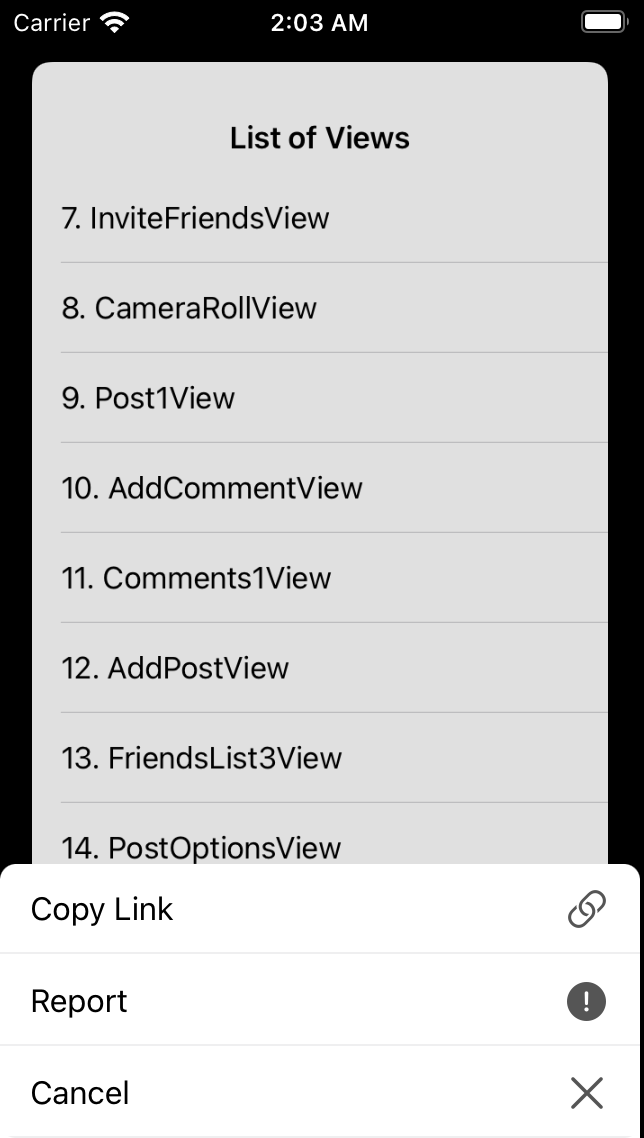 Carrier 2:03 AM
List of Views
7. InviteFriendsView
8. CameraRollView
9. Post1View
10. AddCommentView
11. Comments1View
12. AddPostView
13. FriendsList3View
14. PostOptionsView
Copy Link
Report
Cancel